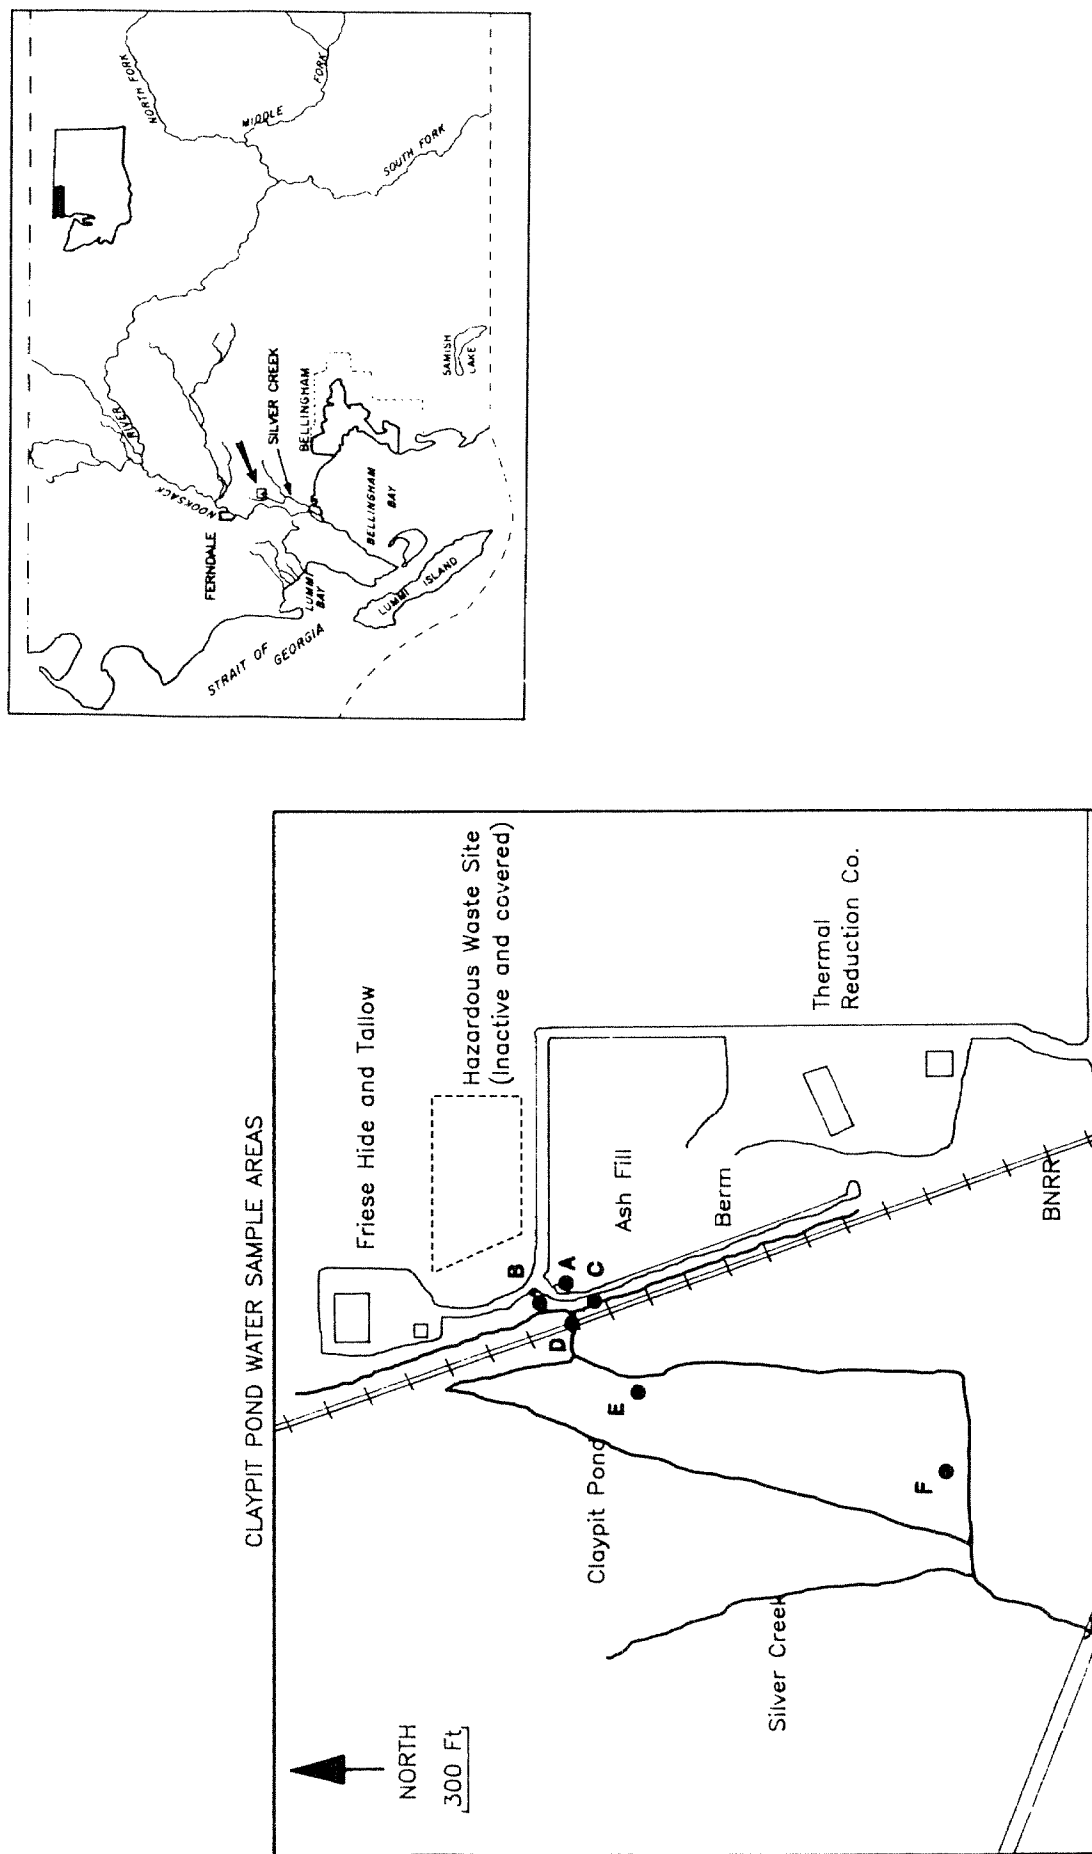 NORTH FORK
MIDDLE
FORK
SOUTH FORK
NOOKSACK
RIVER
FERNDALE
SILVER CREEK
BELLINGHAM
SAMISH
LAKE
BELLINGHAM
BAY
LUMMI
BAY
LUMMI ISLAND
STRAIT OF
GEORGIA
CLAYPIT POND WATER SAMPLE AREAS
NORTH
300 Ft
Friese Hide and Tallow
Hazardous Waste Site
(Inactive and covered)
B
A
C
D
E
F
Ash Fill
Berm
Thermal
Reduction Co.
Claypit Pond
Silver Creek
BNRR